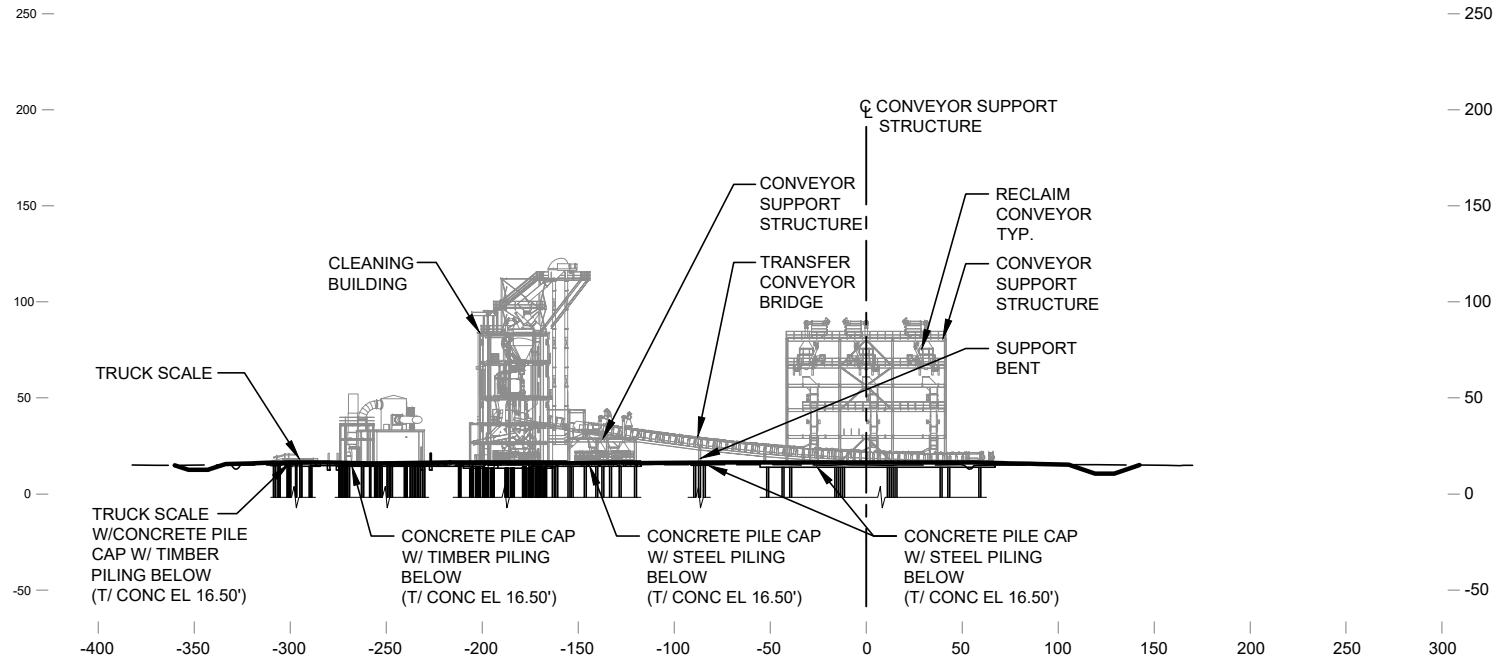 250
250
200
200
℄ CONVEYOR SUPPORT
STRUCTURE
150
150
CONVEYOR
SUPPORT
STRUCTURE
RECLAIM
CONVEYOR
TYP.
CLEANING
BUILDING
TRANSFER
CONVEYOR
BRIDGE
CONVEYOR
SUPPORT
STRUCTURE
100
100
SUPPORT
BENT
TRUCK SCALE
50
50
0
0
TRUCK SCALE
W/CONCRETE PILE
CAP W/ TIMBER
PILING BELOW
(T/ CONC EL 16.50')
CONCRETE PILE CAP
W/ TIMBER PILING
BELOW
(T/ CONC EL 16.50')
CONCRETE PILE CAP
W/ STEEL PILING
BELOW
(T/ CONC EL 16.50')
CONCRETE PILE CAP
W/ STEEL PILING
BELOW
(T/ CONC EL 16.50')
-50
-50
-400 -350 -300 -250 -200 -150 -100 -50 0 50 100 150 200 250 300